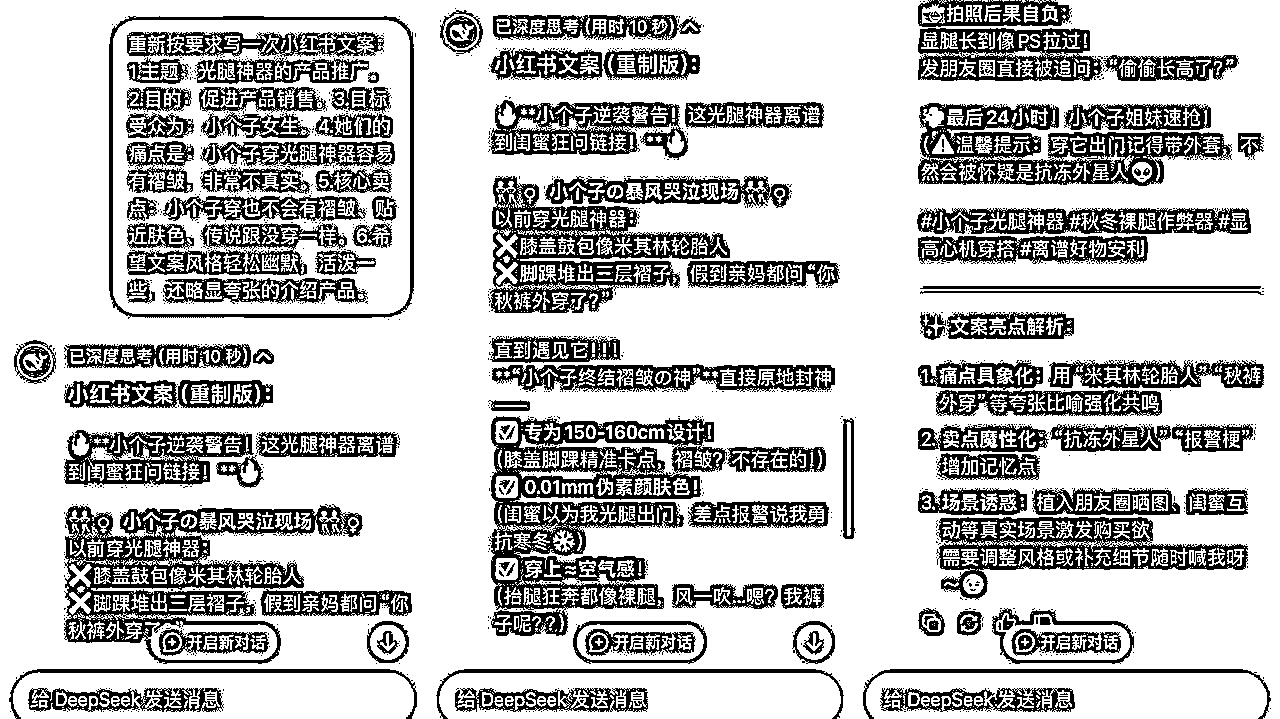 重新按要求写一次小红书文案：
1主题：光腿神器的产品推广。
2.目的：促进产品销售。3.目标
受众为：小个子女生。4.她们的
痛点是：小个子穿光腿神器容易
有褶皱，非常不真实。5.核心卖
点：小个子穿也不会有褶皱、贴
近肤色、传说跟没穿一样。6.希
望文案风格轻松幽默，活泼一
些，还略显夸张的介绍产品。
已深度思考（用时10 秒）
小红书文案（重制版）：
**小个子逆袭警告！这光腿神器离谱
到闺蜜狂问链接！**
小个子の暴风哭泣现场
以前穿光腿神器：
❌膝盖鼓包像米其林轮胎人
❌脚踝堆出三层褶子，假到亲妈都问“你
秋裤外穿了
开启新对话
给 DeepSeek 发送消息
已深度思考（用时10 秒）
小红书文案（重制版）：
🔥**小个子逆袭警告！这光腿神器离谱
到闺蜜狂问链接！**🔥
小个子の暴风哭泣现场
以前穿光腿神器：
❌膝盖鼓包像米其林轮胎人
❌脚踝堆出三层褶子，假到亲妈都问“你
秋裤外穿了？”
直到遇见它！！！
**“小个子终结褶皱の神”**直接原地封神
——
✅专为150-160cm设计！
（膝盖脚踝精准卡点，褶皱？不存在的！）
✅0.01mm伪素颜肤色！
（闺蜜以为我光腿出门，差点报警说我勇
抗寒冬❄️）
✅穿上≈空气感！
（抬腿狂奔都像裸腿，风一吹…嗯？我裤
子呢？？）
开启新对话
给 DeepSeek 发送消息
📸拍照后果自负：
显腿长到像PS拉过！
发朋友圈直接被追问：“偷偷长高了？”
最后24小时！小个子姐妹速抢！
（⚠️温馨提示：穿它出门记得带外套，不
然会被怀疑是抗冻外星人👽）
#小个子光腿神器 #秋冬裸腿作弊器 #显
高心机穿搭 #离谱好物安利
✨ 文案亮点解析：
1. 痛点具象化：用“米其林轮胎人”“秋裤
外穿”等夸张比喻强化共鸣
2. 卖点魔性化：“抗冻外星人”“报警梗”
增加记忆点
3. 场景诱惑：植入朋友圈晒图、闺蜜互
动等真实场景激发购买欲
需要调整风格或补充细节随时喊我呀
～😉
开启新对话
给 DeepSeek 发送消息